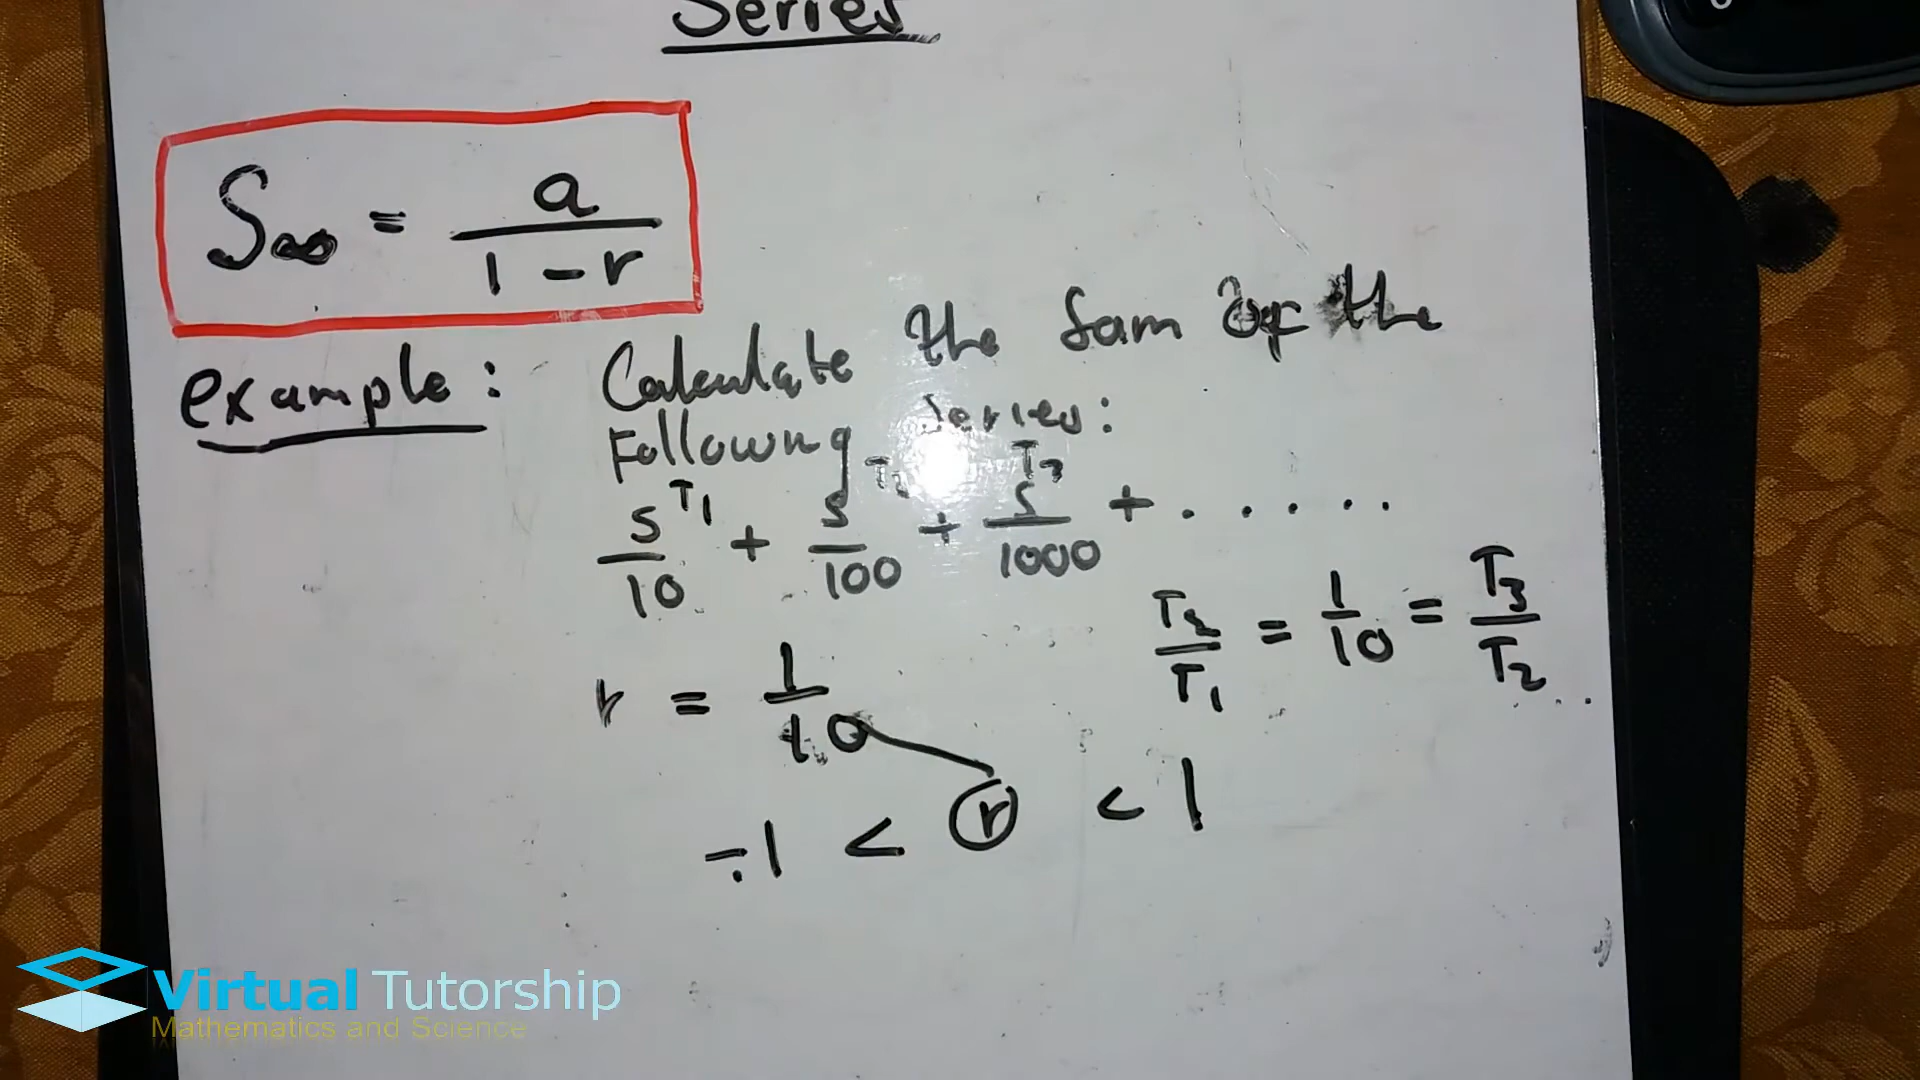 Series
S∞ = a / 1 - r
example: Calculate the Sum of the
Following Series:
T1 T2 T3
5/10 + 5/100 + 5/1000 + . . . . .
T2/T1 = 1/10 = T3/T2
r = 1/10
-1 < r < 1
Virtual Tutorship
Mathematics and Science